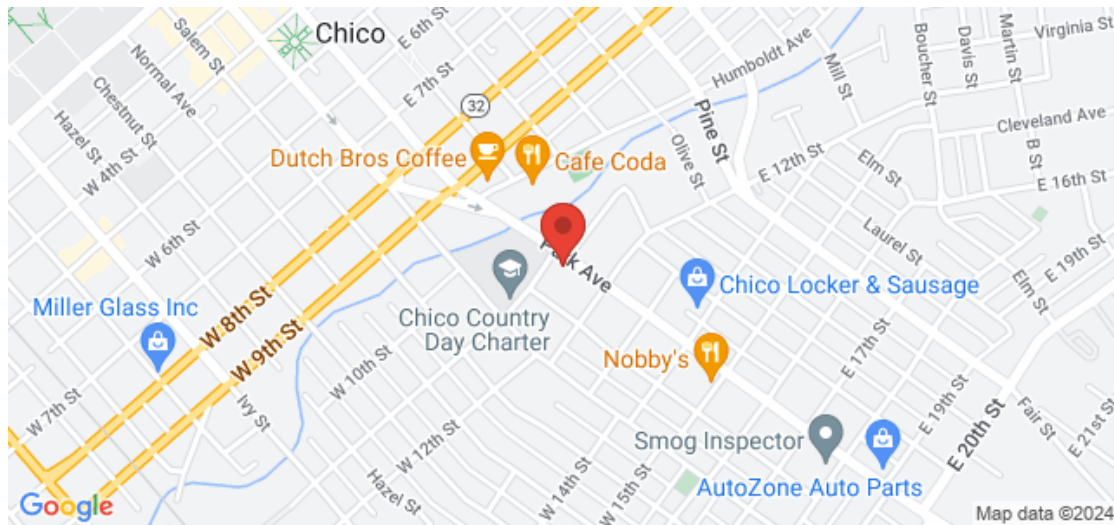 Chico
E 6th St
Salem St
Normal Ave
Chestnut St
Hazel St
W 4th St
E 7th St
32
Humboldt Ave
Mill St
Boucher St
Davis St
Martin St
Virginia St
Cleveland Ave
B St
E 16th St
Pine St
Olive St
E 12th St
Elm St
Dutch Bros Coffee
Cafe Coda
W 6th St
Laurel St
Park Ave
Elm St
E 19th St
Chico Locker & Sausage
Miller Glass Inc
W 8th St
W 9th St
Chico Country
Day Charter
W 10th St
Nobby's
E 17th St
W 7th St
Ivy St
W 12th St
Hazel St
W 14th St
W 15th St
Smog Inspector
AutoZone Auto Parts
E 19th St
E 20th St
Fair St
E 21st St
Google
Map data ©2024